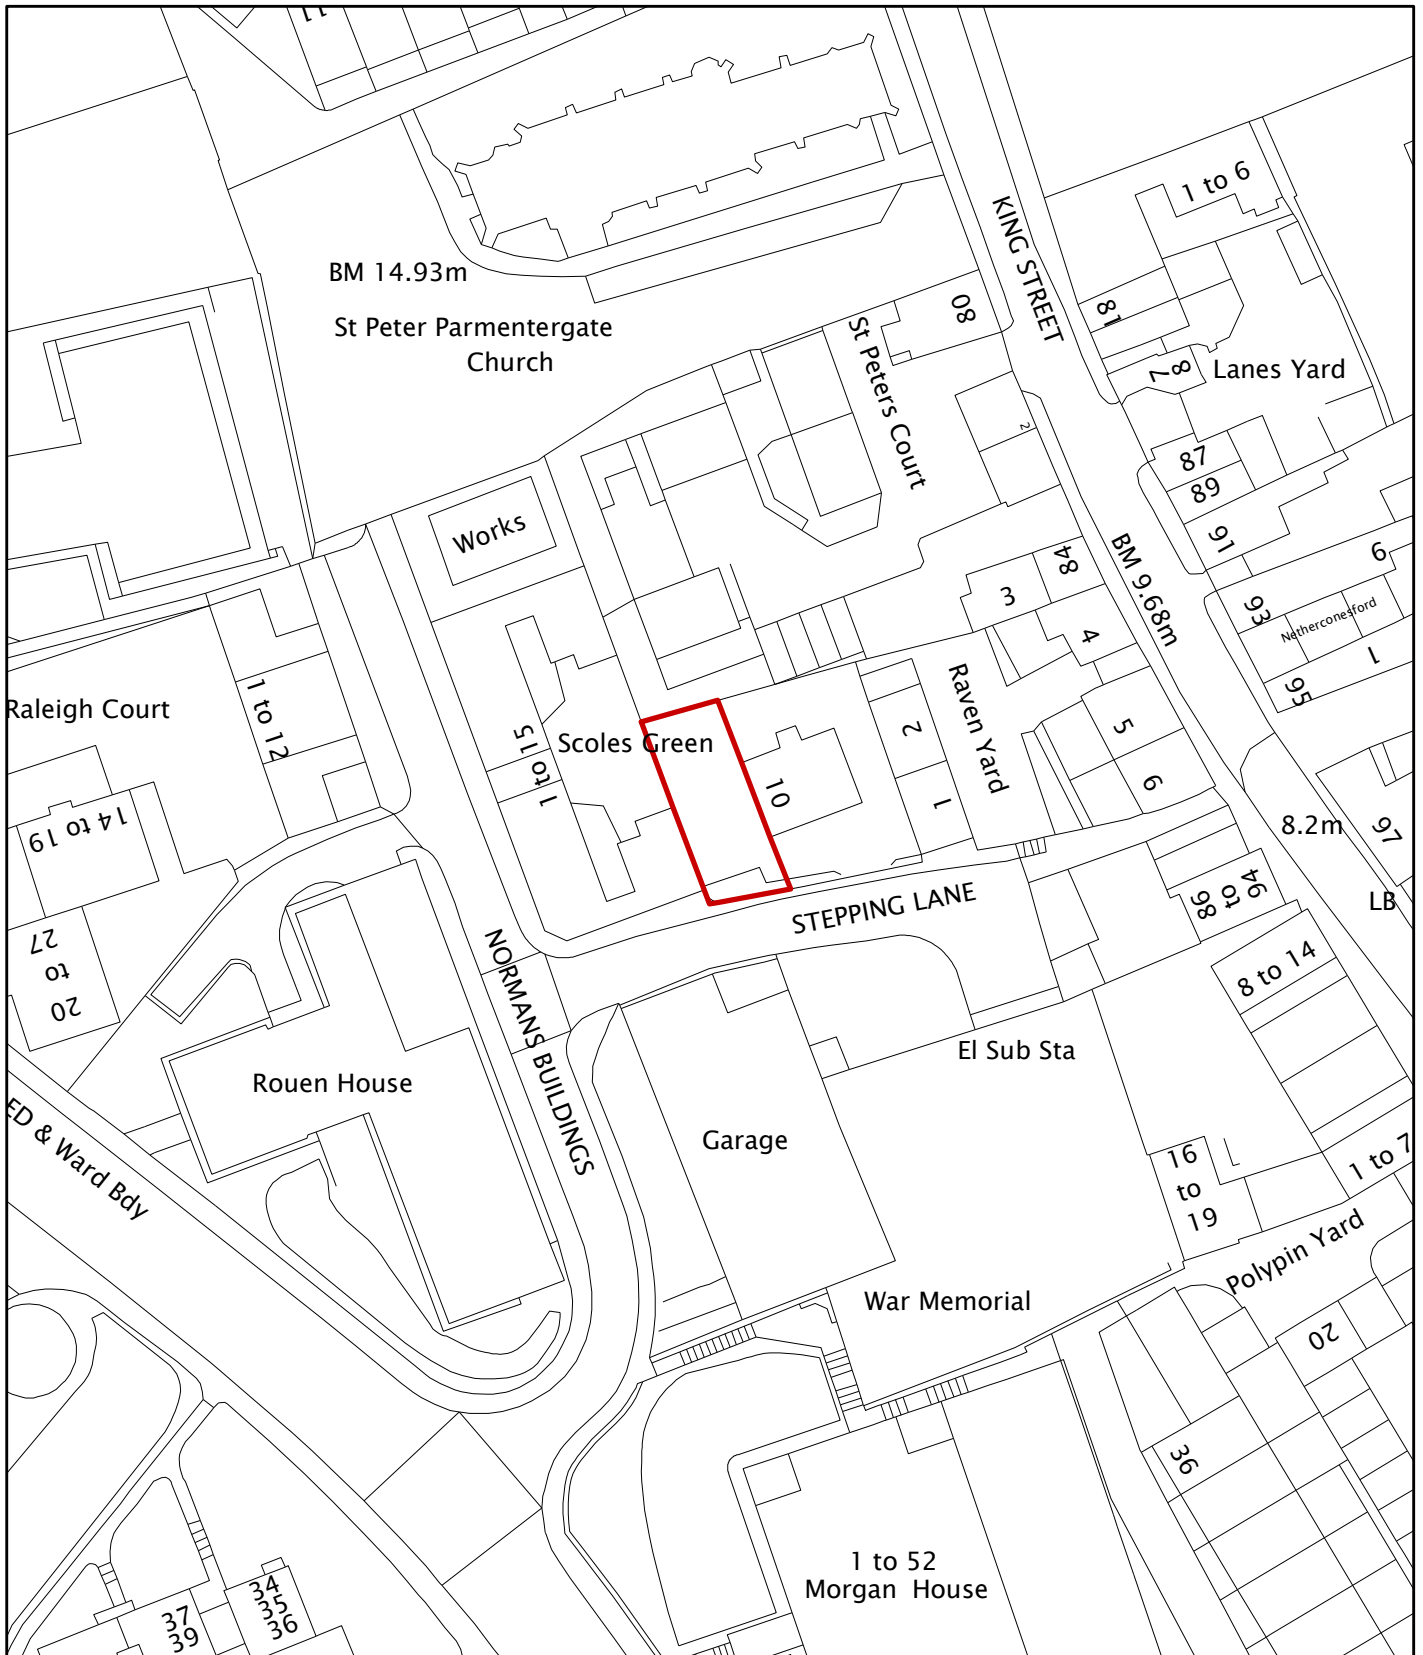 11
1 to 6
KING STREET
BM 14.93m
80
81
St Peter Parmentergate
Church
St Peters Court
8
7
Lanes Yard
2
87
89
Works
91
84
BM 9.68m
9
3
93
Netherconesford
4
1
95
Raleigh Court
1 to 12
1 to 15
Scoles Green
Raven Yard
2
5
10
1
6
14 to 19
8.2m
97
94
to
86
LB
STEPPING LANE
27
to
20
NORMANS BUILDINGS
8 to 14
El Sub Sta
Rouen House
ED & Ward Bdy
Garage
16
to
19
1 to 7
Polypin Yard
War Memorial
20
36
1 to 52
Morgan House
34
35
36
37
39